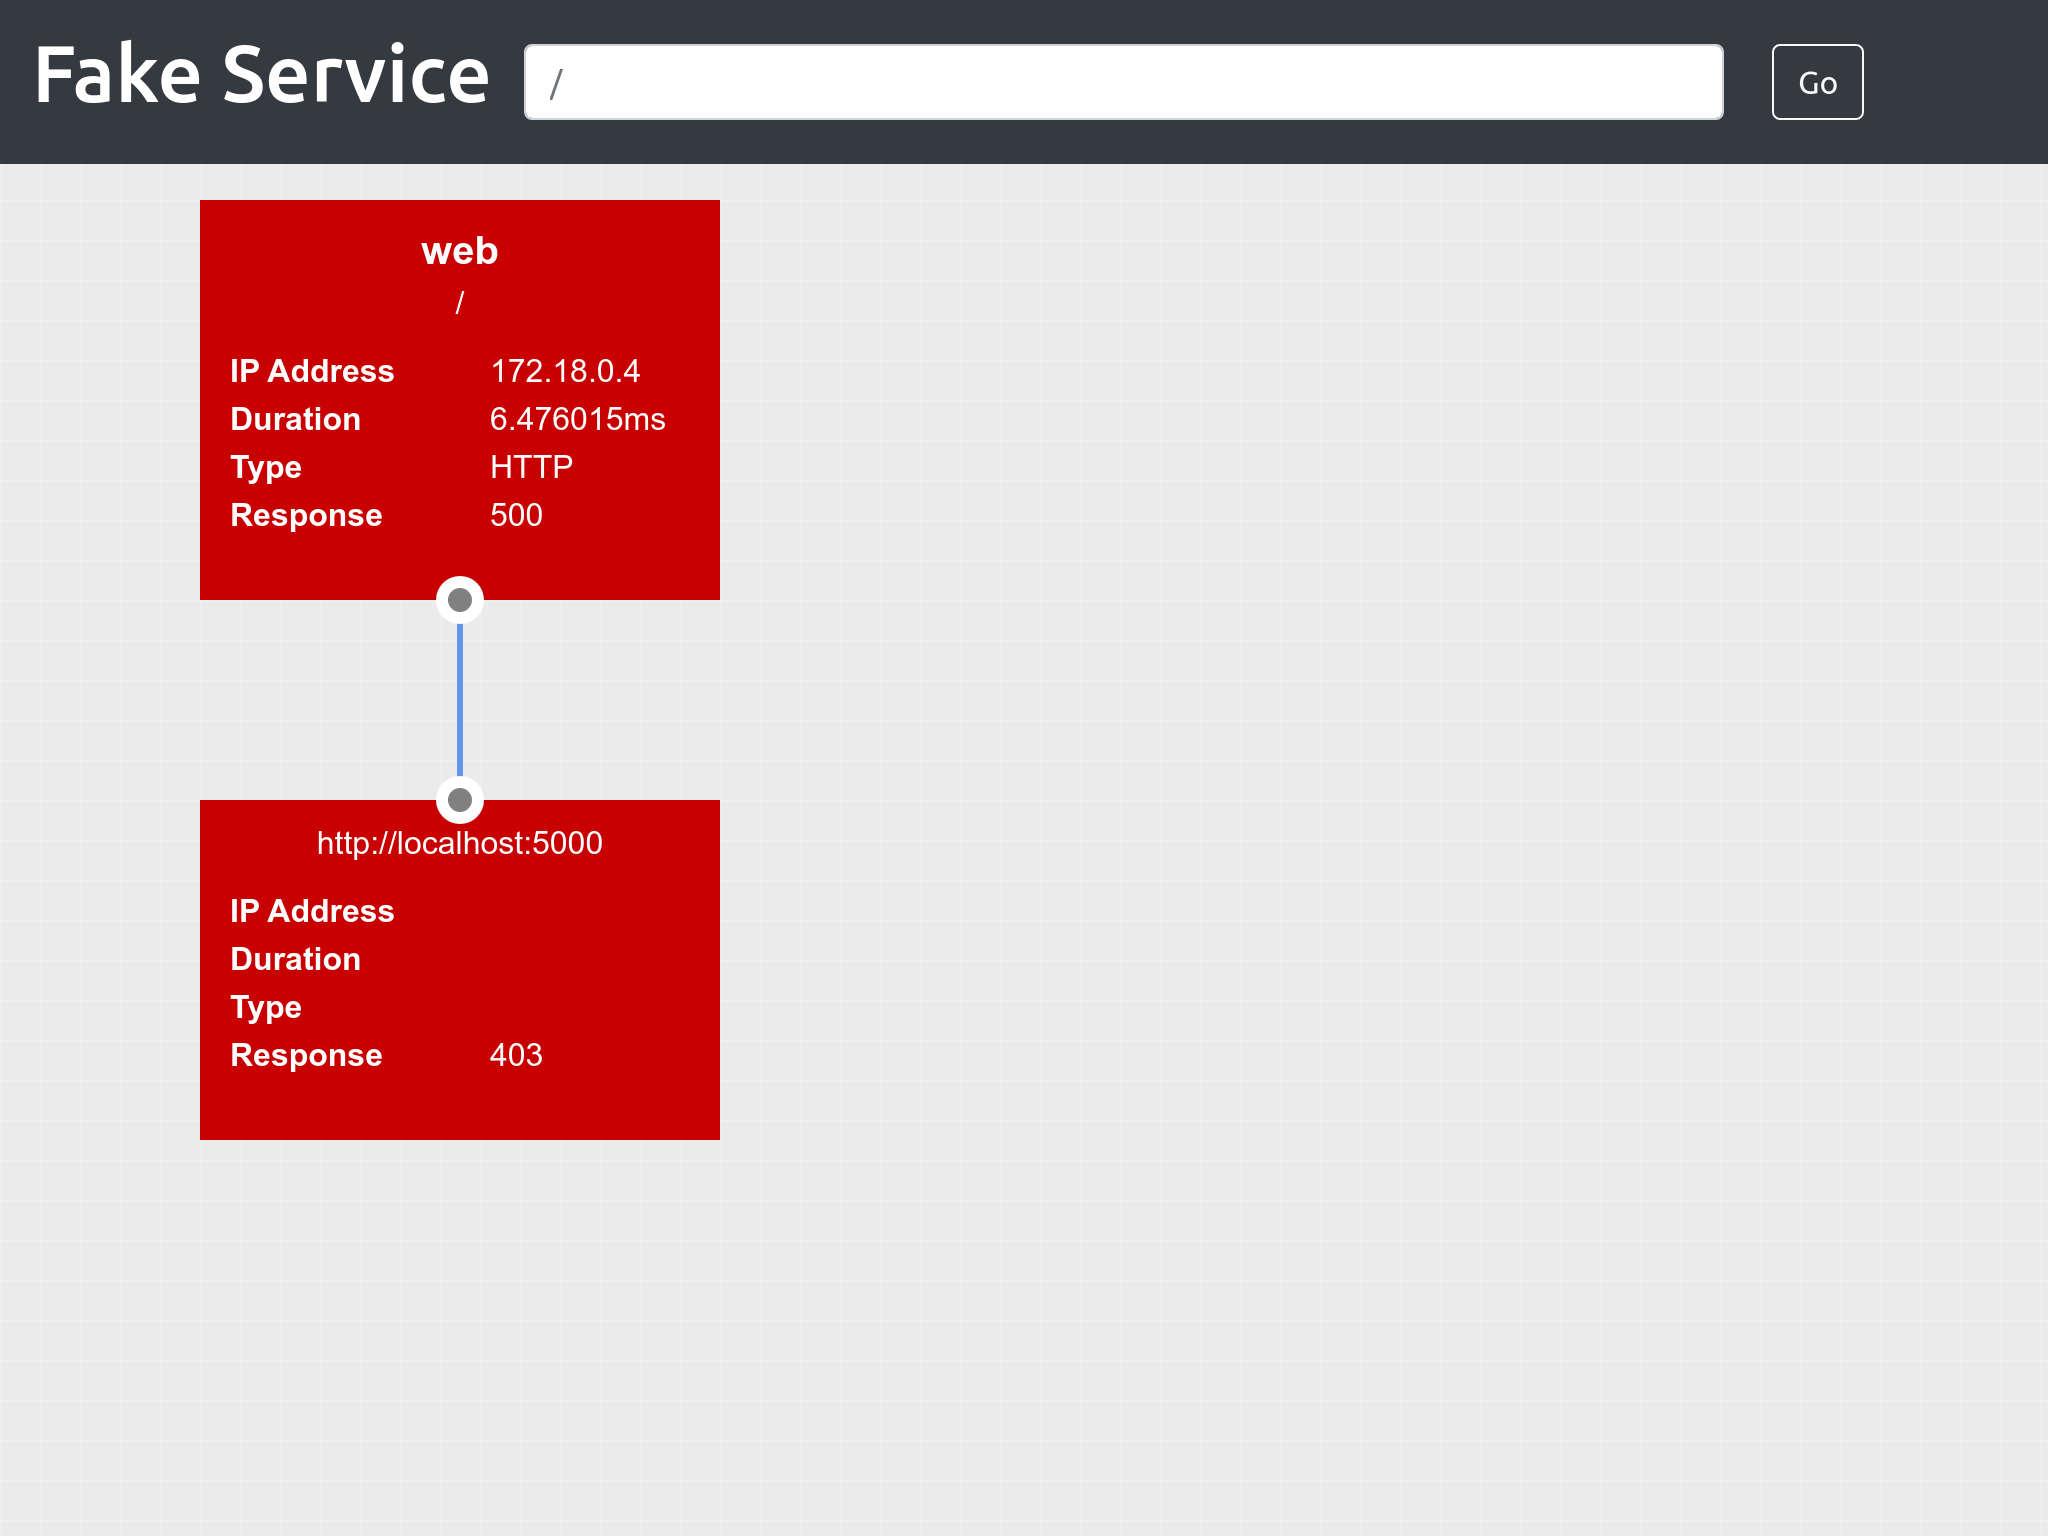 Fake Service
/
Go
web
/
IP Address 172.18.0.4
Duration 6.476015ms
Type HTTP
Response 500
http://localhost:5000
IP Address
Duration
Type
Response 403